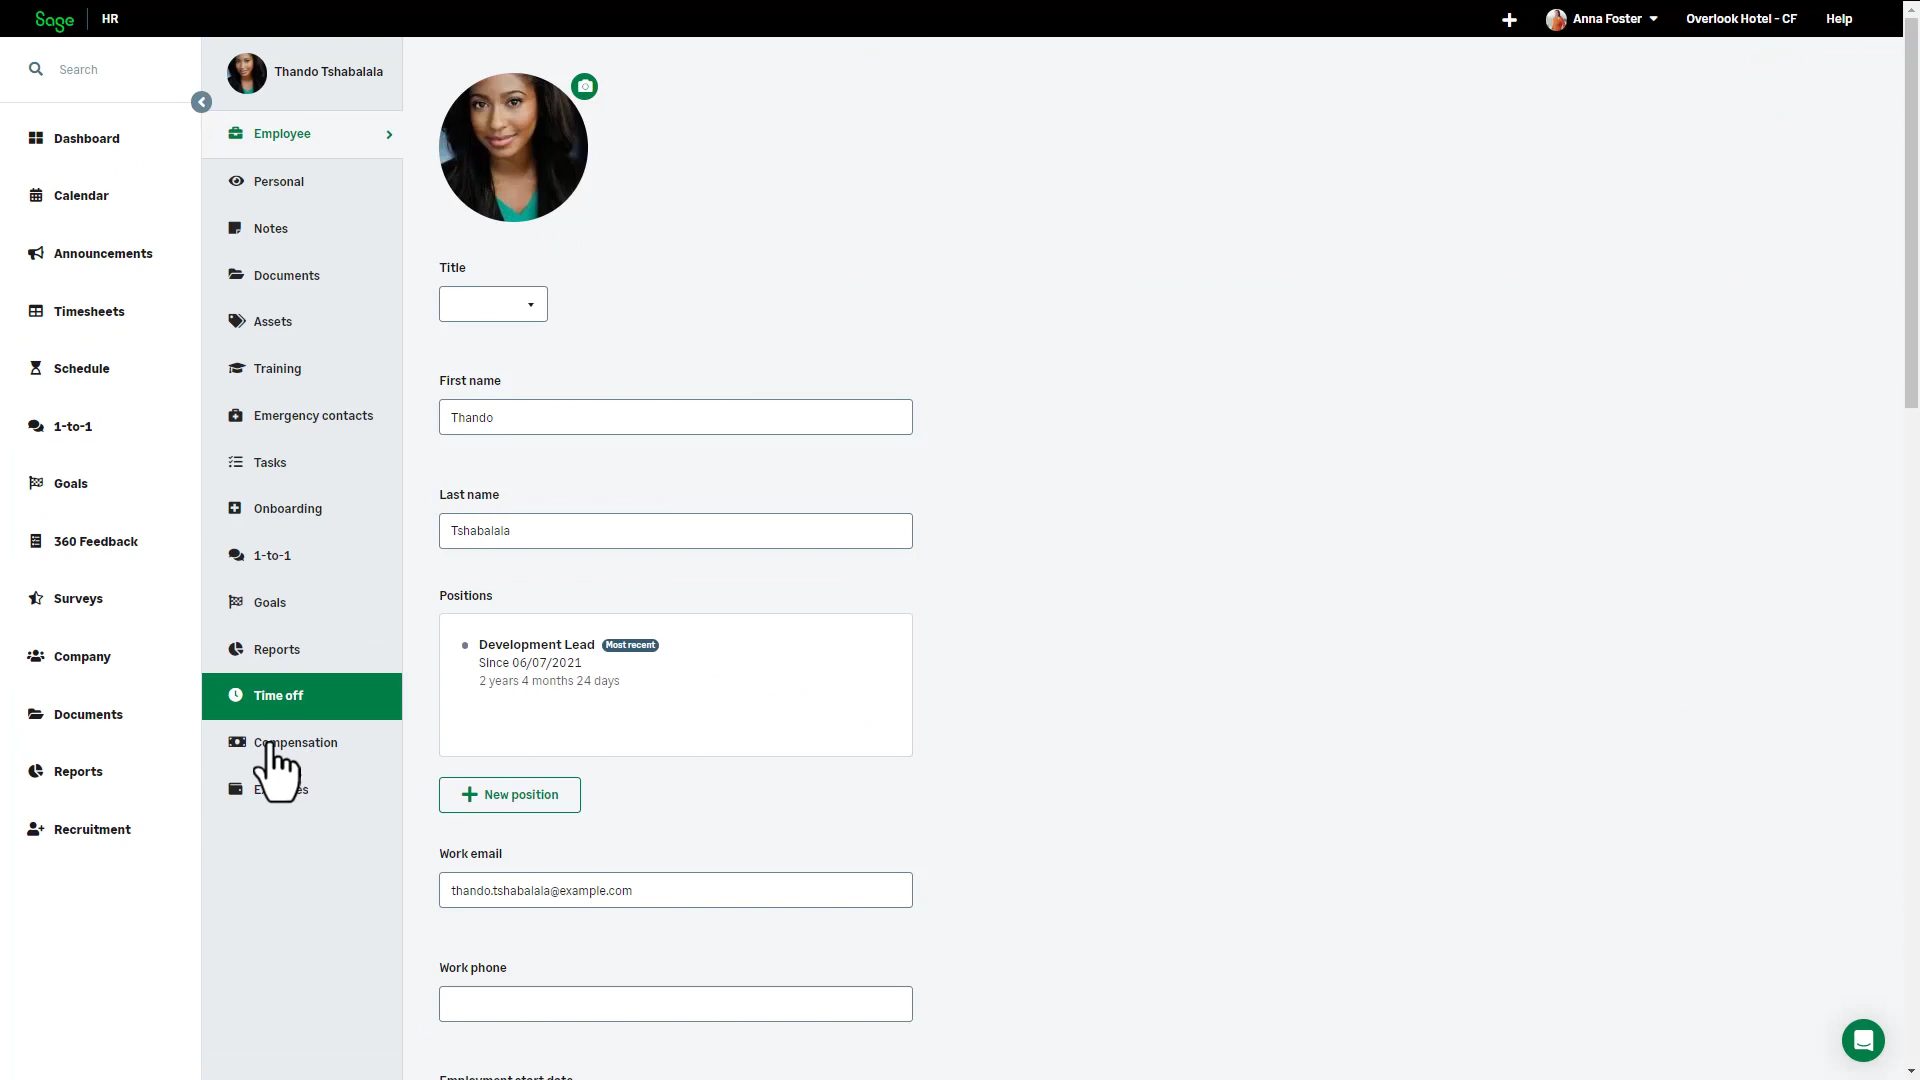 Sage
HR
Anna Foster
Overlook Hotel - CF
Help
Search
Dashboard
Calendar
Announcements
Timesheets
Schedule
1-to-1
Goals
360 Feedback
Surveys
Company
Documents
Reports
Recruitment
Thando Tshabalala
Employee
Personal
Notes
Documents
Assets
Training
Emergency contacts
Tasks
Onboarding
1-to-1
Goals
Reports
Time off
Compensation
Title
First name
Thando
Last name
Tshabalala
Positions
Development Lead Most recent
Since 06/07/2021
2 years 4 months 24 days
New position
Work email
thando.tshabalala@example.com
Work phone
Employment start date